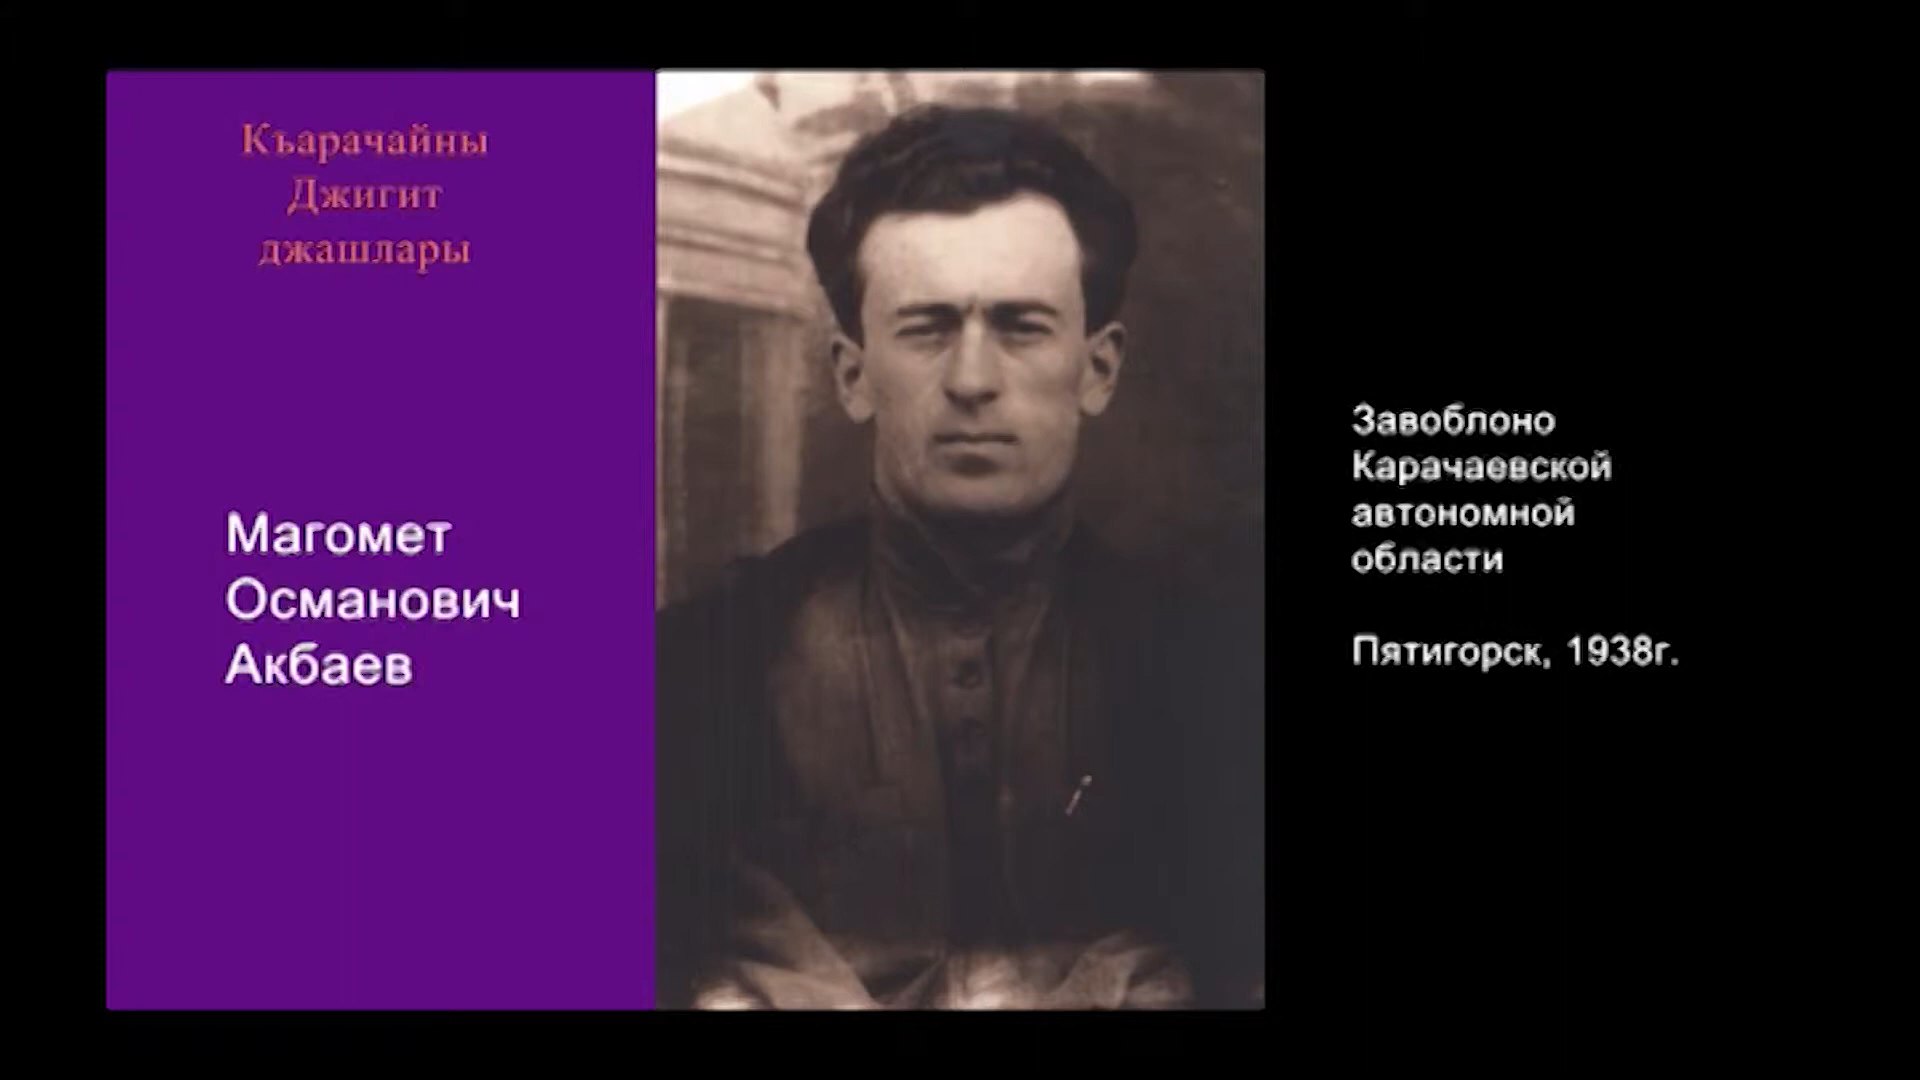 Къарачайны
Джигит
джашлары
Магомет
Османович
Акбаев
Завоблоно
Карачаевской
автономной
области
Пятигорск, 1938г.